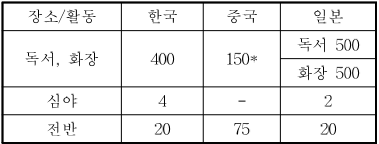 장소/활동 한국 중국 일본
독서, 화장 400 150* 독서 500
화장 500
심야 4 - 2
전반 20 75 20